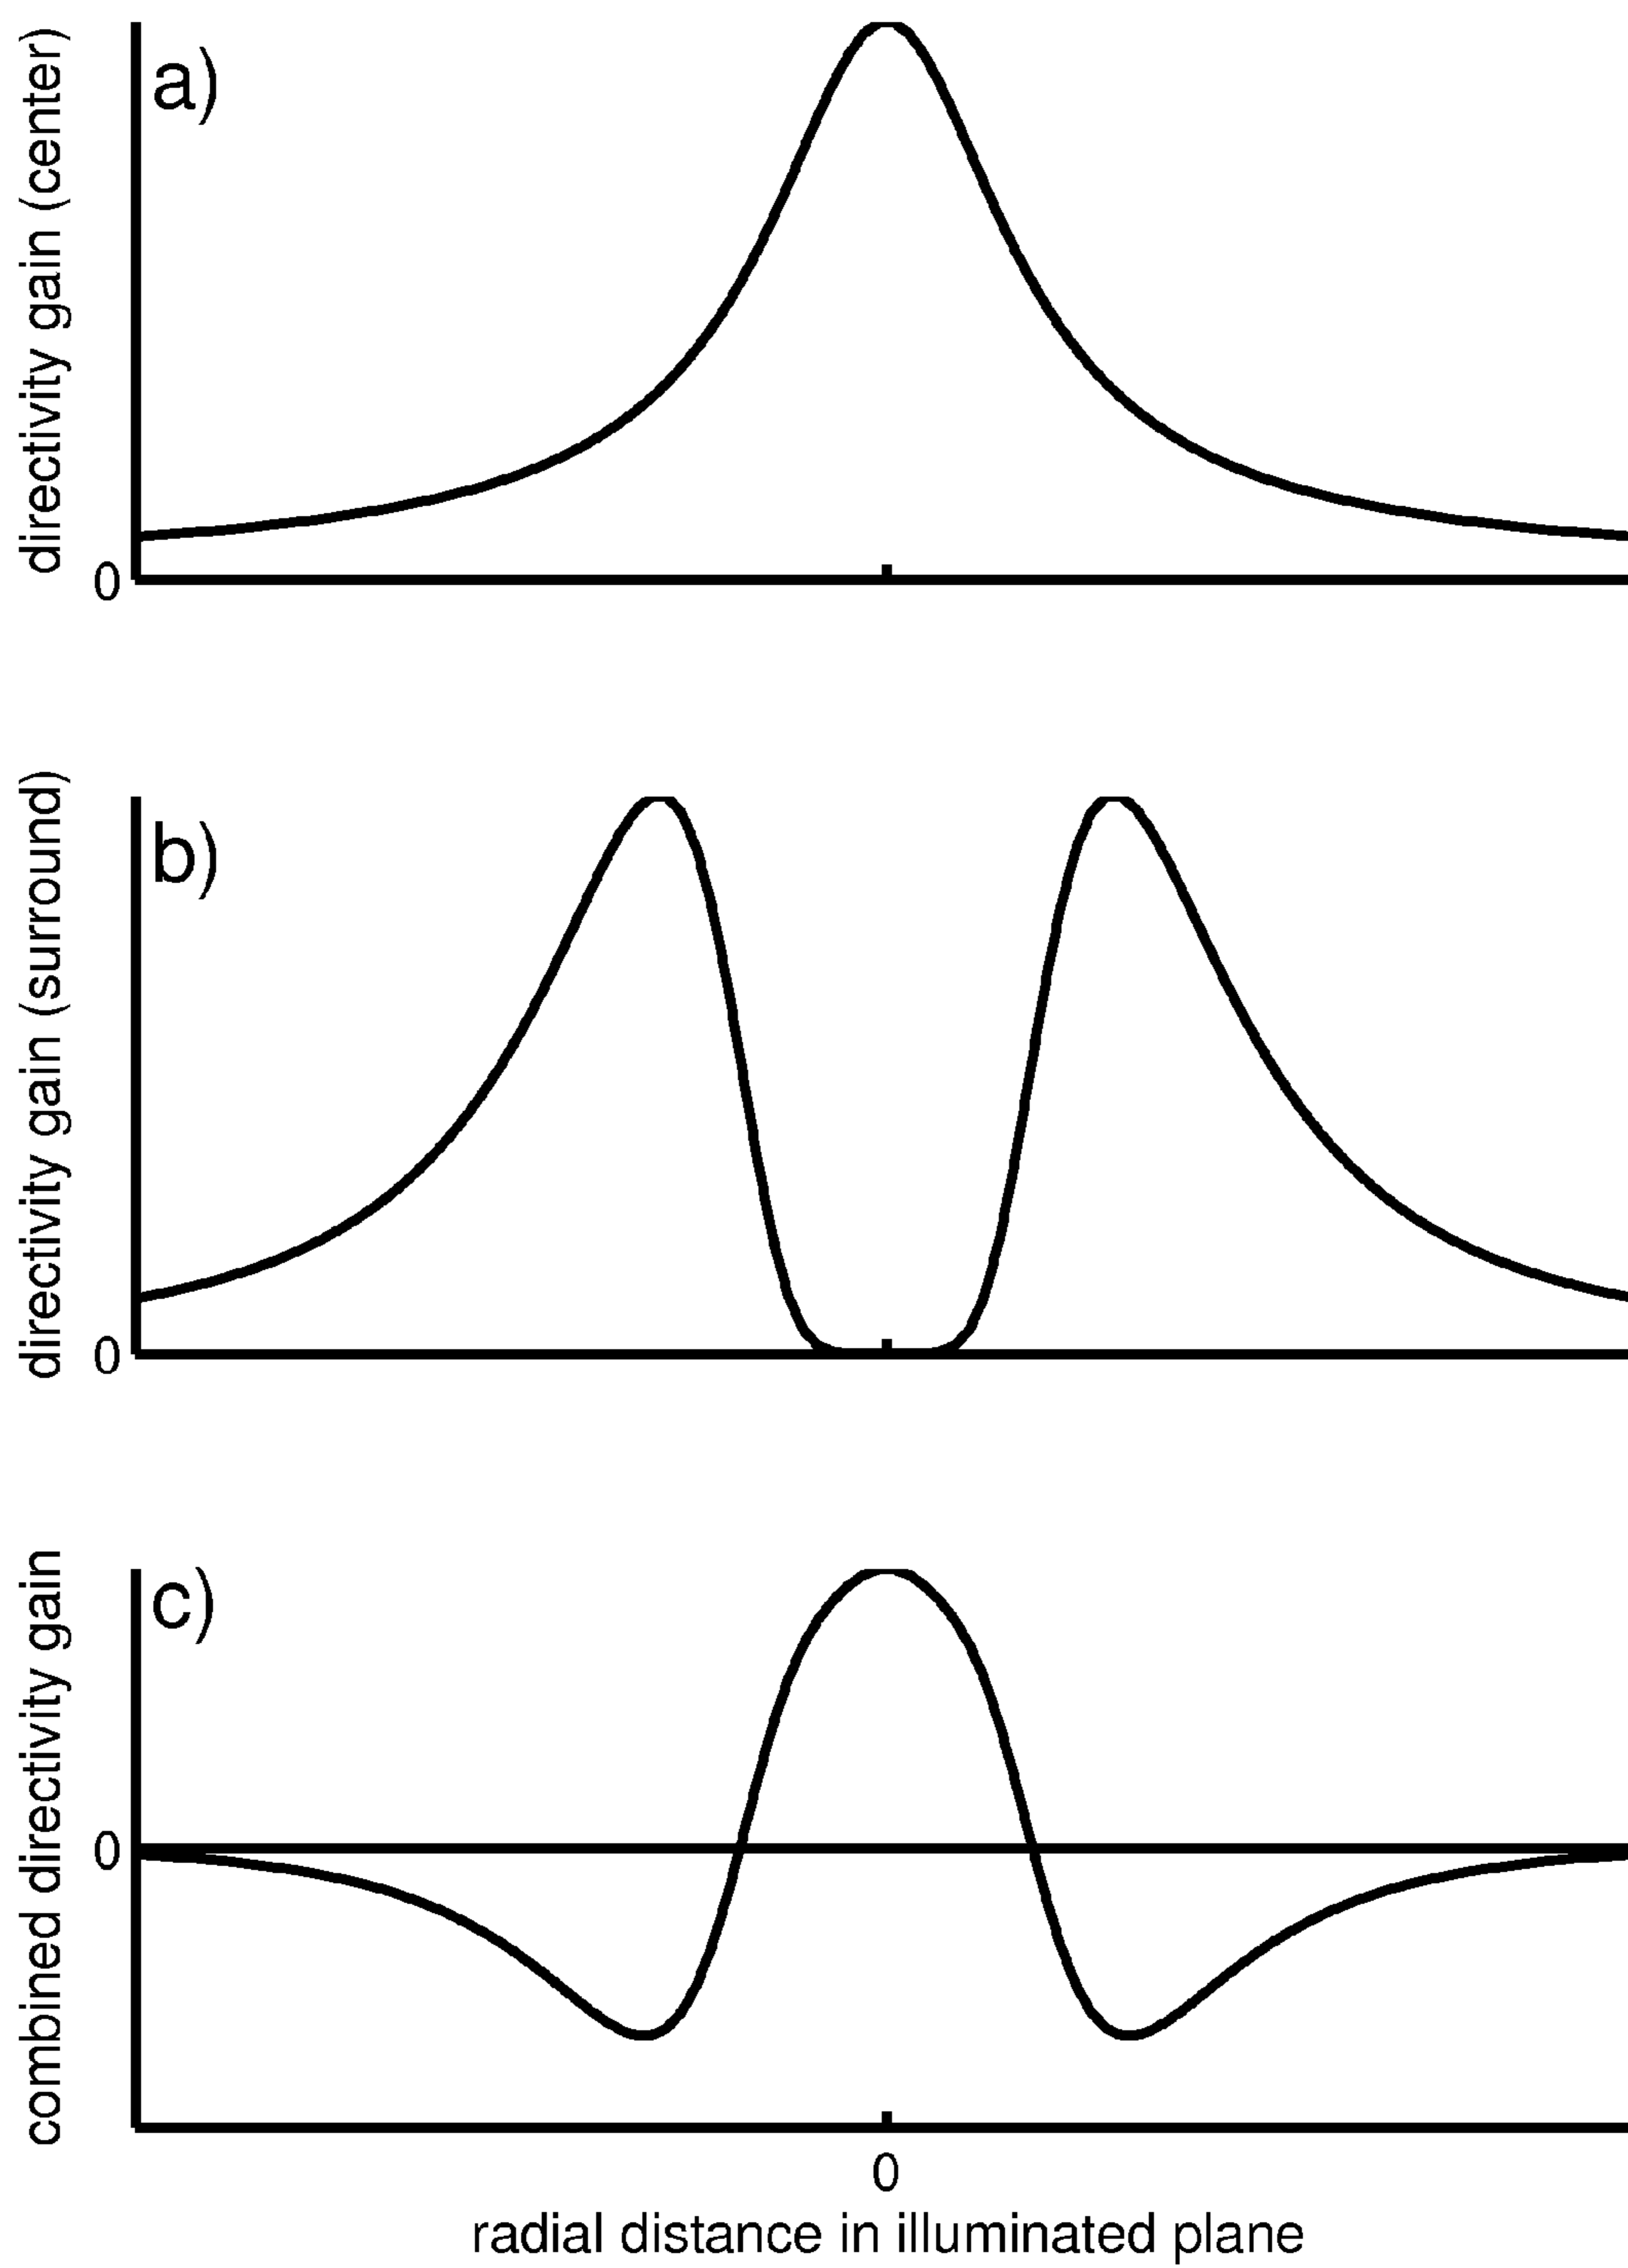 directivity gain (center)
a)
0
directivity gain (surround)
b)
0
combined directivity gain
c)
0
0
radial distance in illuminated plane